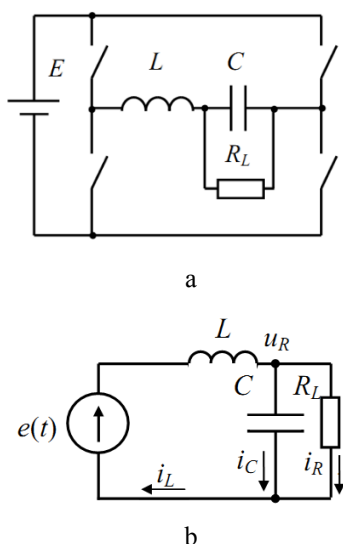 E L C
R_L
a
L u_R
C R_L
e(t)
i_L i_C i_R
b